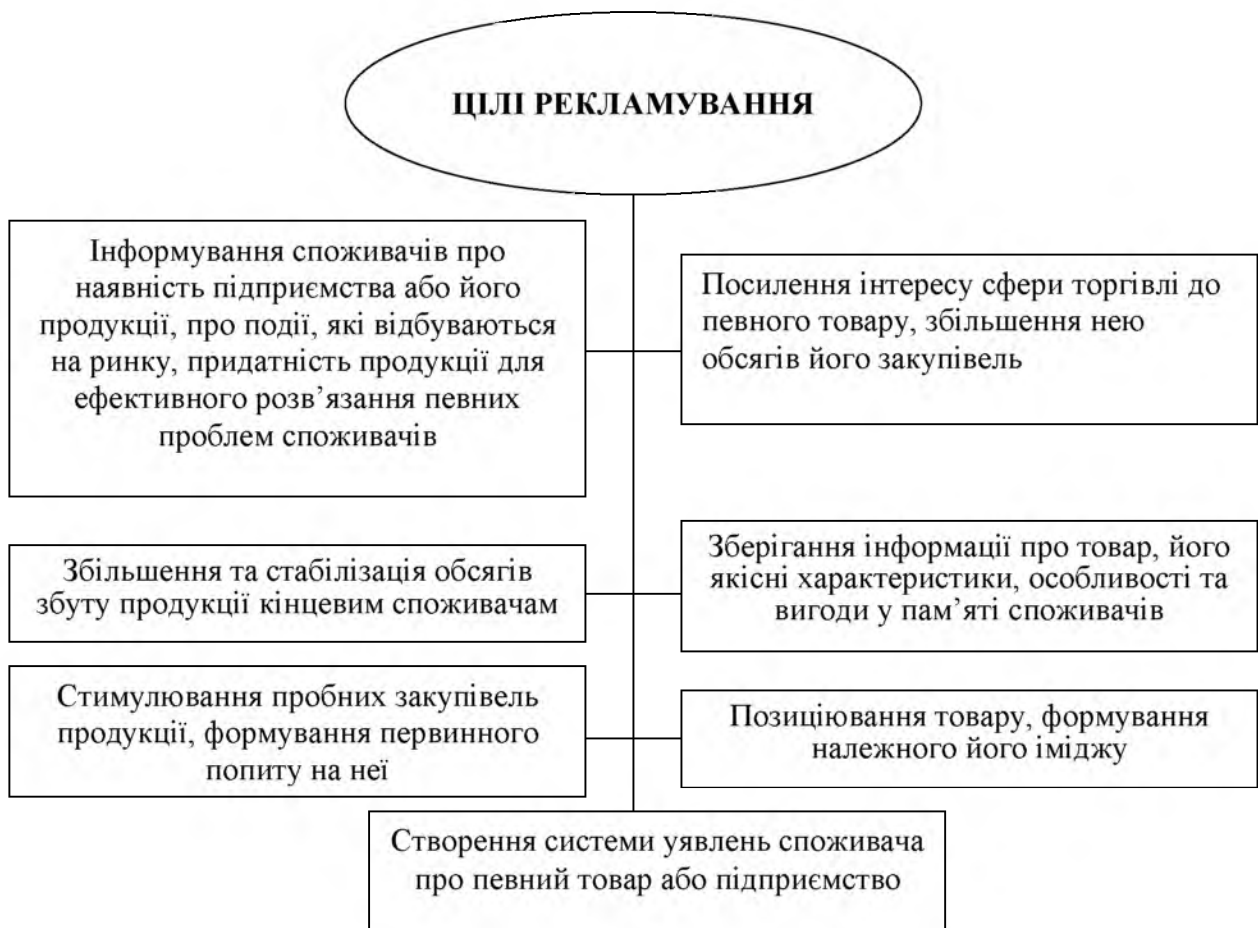 ЦІЛІ РЕКЛАМУВАННЯ
Інформування споживачів про
наявність підприємства або його
продукції, про події, які відбуваються
на ринку, придатність продукції для
ефективного розв’язання певних
проблем споживачів
Посилення інтересу сфери торгівлі до
певного товару, збільшення нею
обсягів його закупівель
Збільшення та стабілізація обсягів
збуту продукції кінцевим споживачам
Зберігання інформації про товар, його
якісні характеристики, особливості та
вигоди у пам’яті споживачів
Стимулювання пробних закупівель
продукції, формування первинного
попиту на неї
Позиціювання товару, формування
належного його іміджу
Створення системи уявлень споживача
про певний товар або підприємство